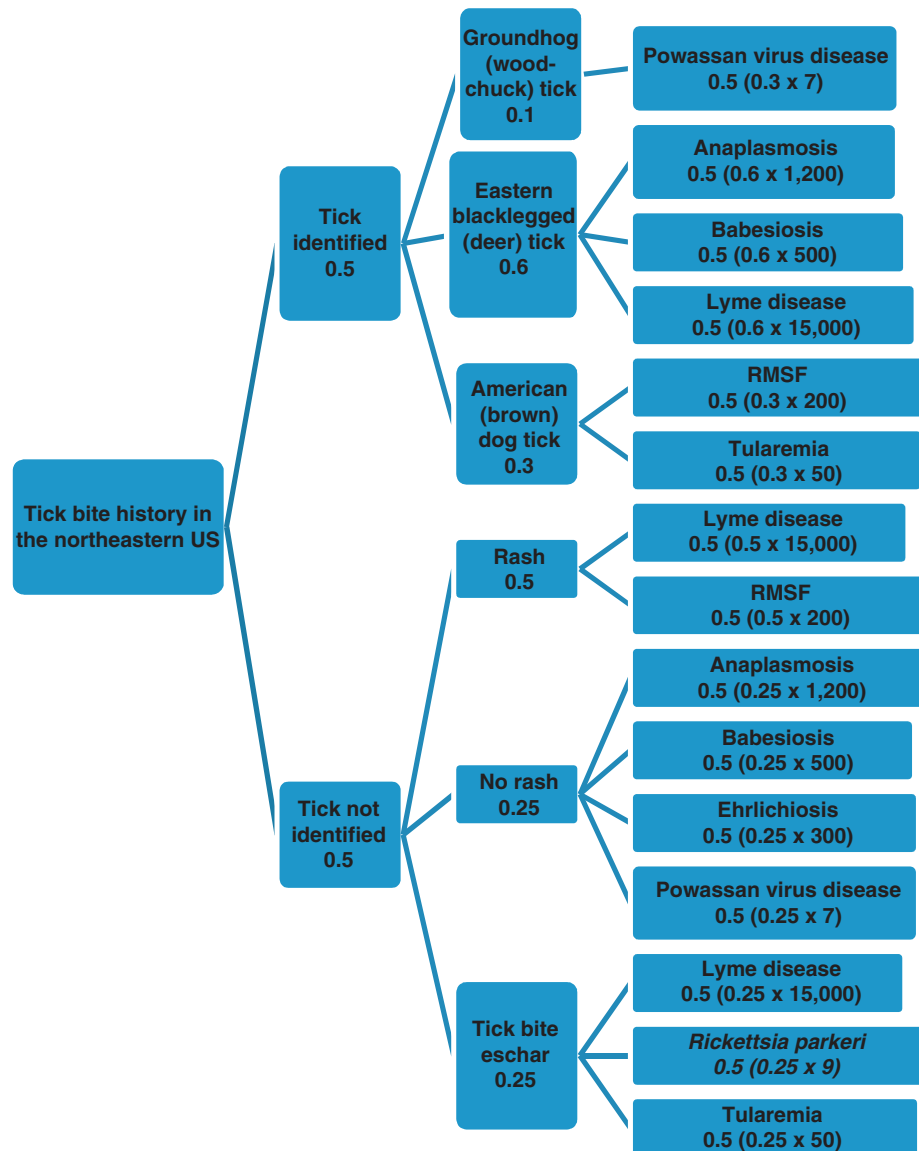 Tick bite history in
the northeastern US
Tick
identified
0.5
Groundhog
(wood-
chuck) tick
0.1
Powassan virus disease
0.5 (0.3 x 7)
Eastern
blacklegged
(deer) tick
0.6
Anaplasmosis
0.5 (0.6 x 1,200)
Babesiosis
0.5 (0.6 x 500)
Lyme disease
0.5 (0.6 x 15,000)
American
(brown)
dog tick
0.3
RMSF
0.5 (0.3 x 200)
Tularemia
0.5 (0.3 x 50)
Tick not
identified
0.5
Rash
0.5
Lyme disease
0.5 (0.5 x 15,000)
RMSF
0.5 (0.5 x 200)
No rash
0.25
Anaplasmosis
0.5 (0.25 x 1,200)
Babesiosis
0.5 (0.25 x 500)
Ehrlichiosis
0.5 (0.25 x 300)
Powassan virus disease
0.5 (0.25 x 7)
Tick bite
eschar
0.25
Lyme disease
0.5 (0.25 x 15,000)
Rickettsia parkeri
0.5 (0.25 x 9)
Tularemia
0.5 (0.25 x 50)